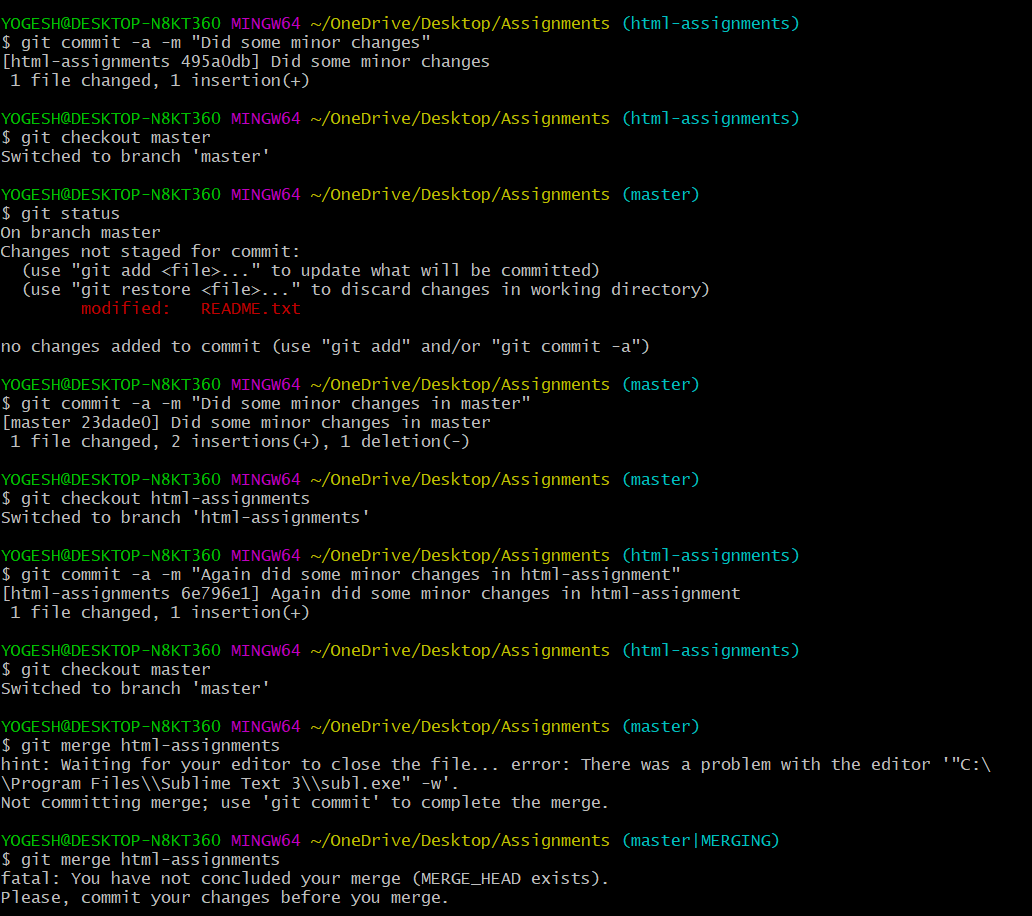 YOGESH@DESKTOP-N8KT36O MINGW64 ~/OneDrive/Desktop/Assignments (html-assignments)
$ git commit -a -m "Did some minor changes"
[html-assignments 495a0db] Did some minor changes
 1 file changed, 1 insertion(+)

YOGESH@DESKTOP-N8KT36O MINGW64 ~/OneDrive/Desktop/Assignments (html-assignments)
$ git checkout master
Switched to branch 'master'

YOGESH@DESKTOP-N8KT36O MINGW64 ~/OneDrive/Desktop/Assignments (master)
$ git status
On branch master
Changes not staged for commit:
  (use "git add <file>..." to update what will be committed)
  (use "git restore <file>..." to discard changes in working directory)
        modified:   README.txt

no changes added to commit (use "git add" and/or "git commit -a")

YOGESH@DESKTOP-N8KT36O MINGW64 ~/OneDrive/Desktop/Assignments (master)
$ git commit -a -m "Did some minor changes in master"
[master 23dade0] Did some minor changes in master
 1 file changed, 2 insertions(+), 1 deletion(-)

YOGESH@DESKTOP-N8KT36O MINGW64 ~/OneDrive/Desktop/Assignments (master)
$ git checkout html-assignments
Switched to branch 'html-assignments'

YOGESH@DESKTOP-N8KT36O MINGW64 ~/OneDrive/Desktop/Assignments (html-assignments)
$ git commit -a -m "Again did some minor changes in html-assignment"
[html-assignments 6e796e1] Again did some minor changes in html-assignment
 1 file changed, 1 insertion(+)

YOGESH@DESKTOP-N8KT36O MINGW64 ~/OneDrive/Desktop/Assignments (html-assignments)
$ git checkout master
Switched to branch 'master'

YOGESH@DESKTOP-N8KT36O MINGW64 ~/OneDrive/Desktop/Assignments (master)
$ git merge html-assignments
hint: Waiting for your editor to close the file... error: There was a problem with the editor '"C:\
\Program Files\\Sublime Text 3\\subl.exe" -w'.
Not committing merge; use 'git commit' to complete the merge.

YOGESH@DESKTOP-N8KT36O MINGW64 ~/OneDrive/Desktop/Assignments (master|MERGING)
$ git merge html-assignments
fatal: You have not concluded your merge (MERGE_HEAD exists).
Please, commit your changes before you merge.